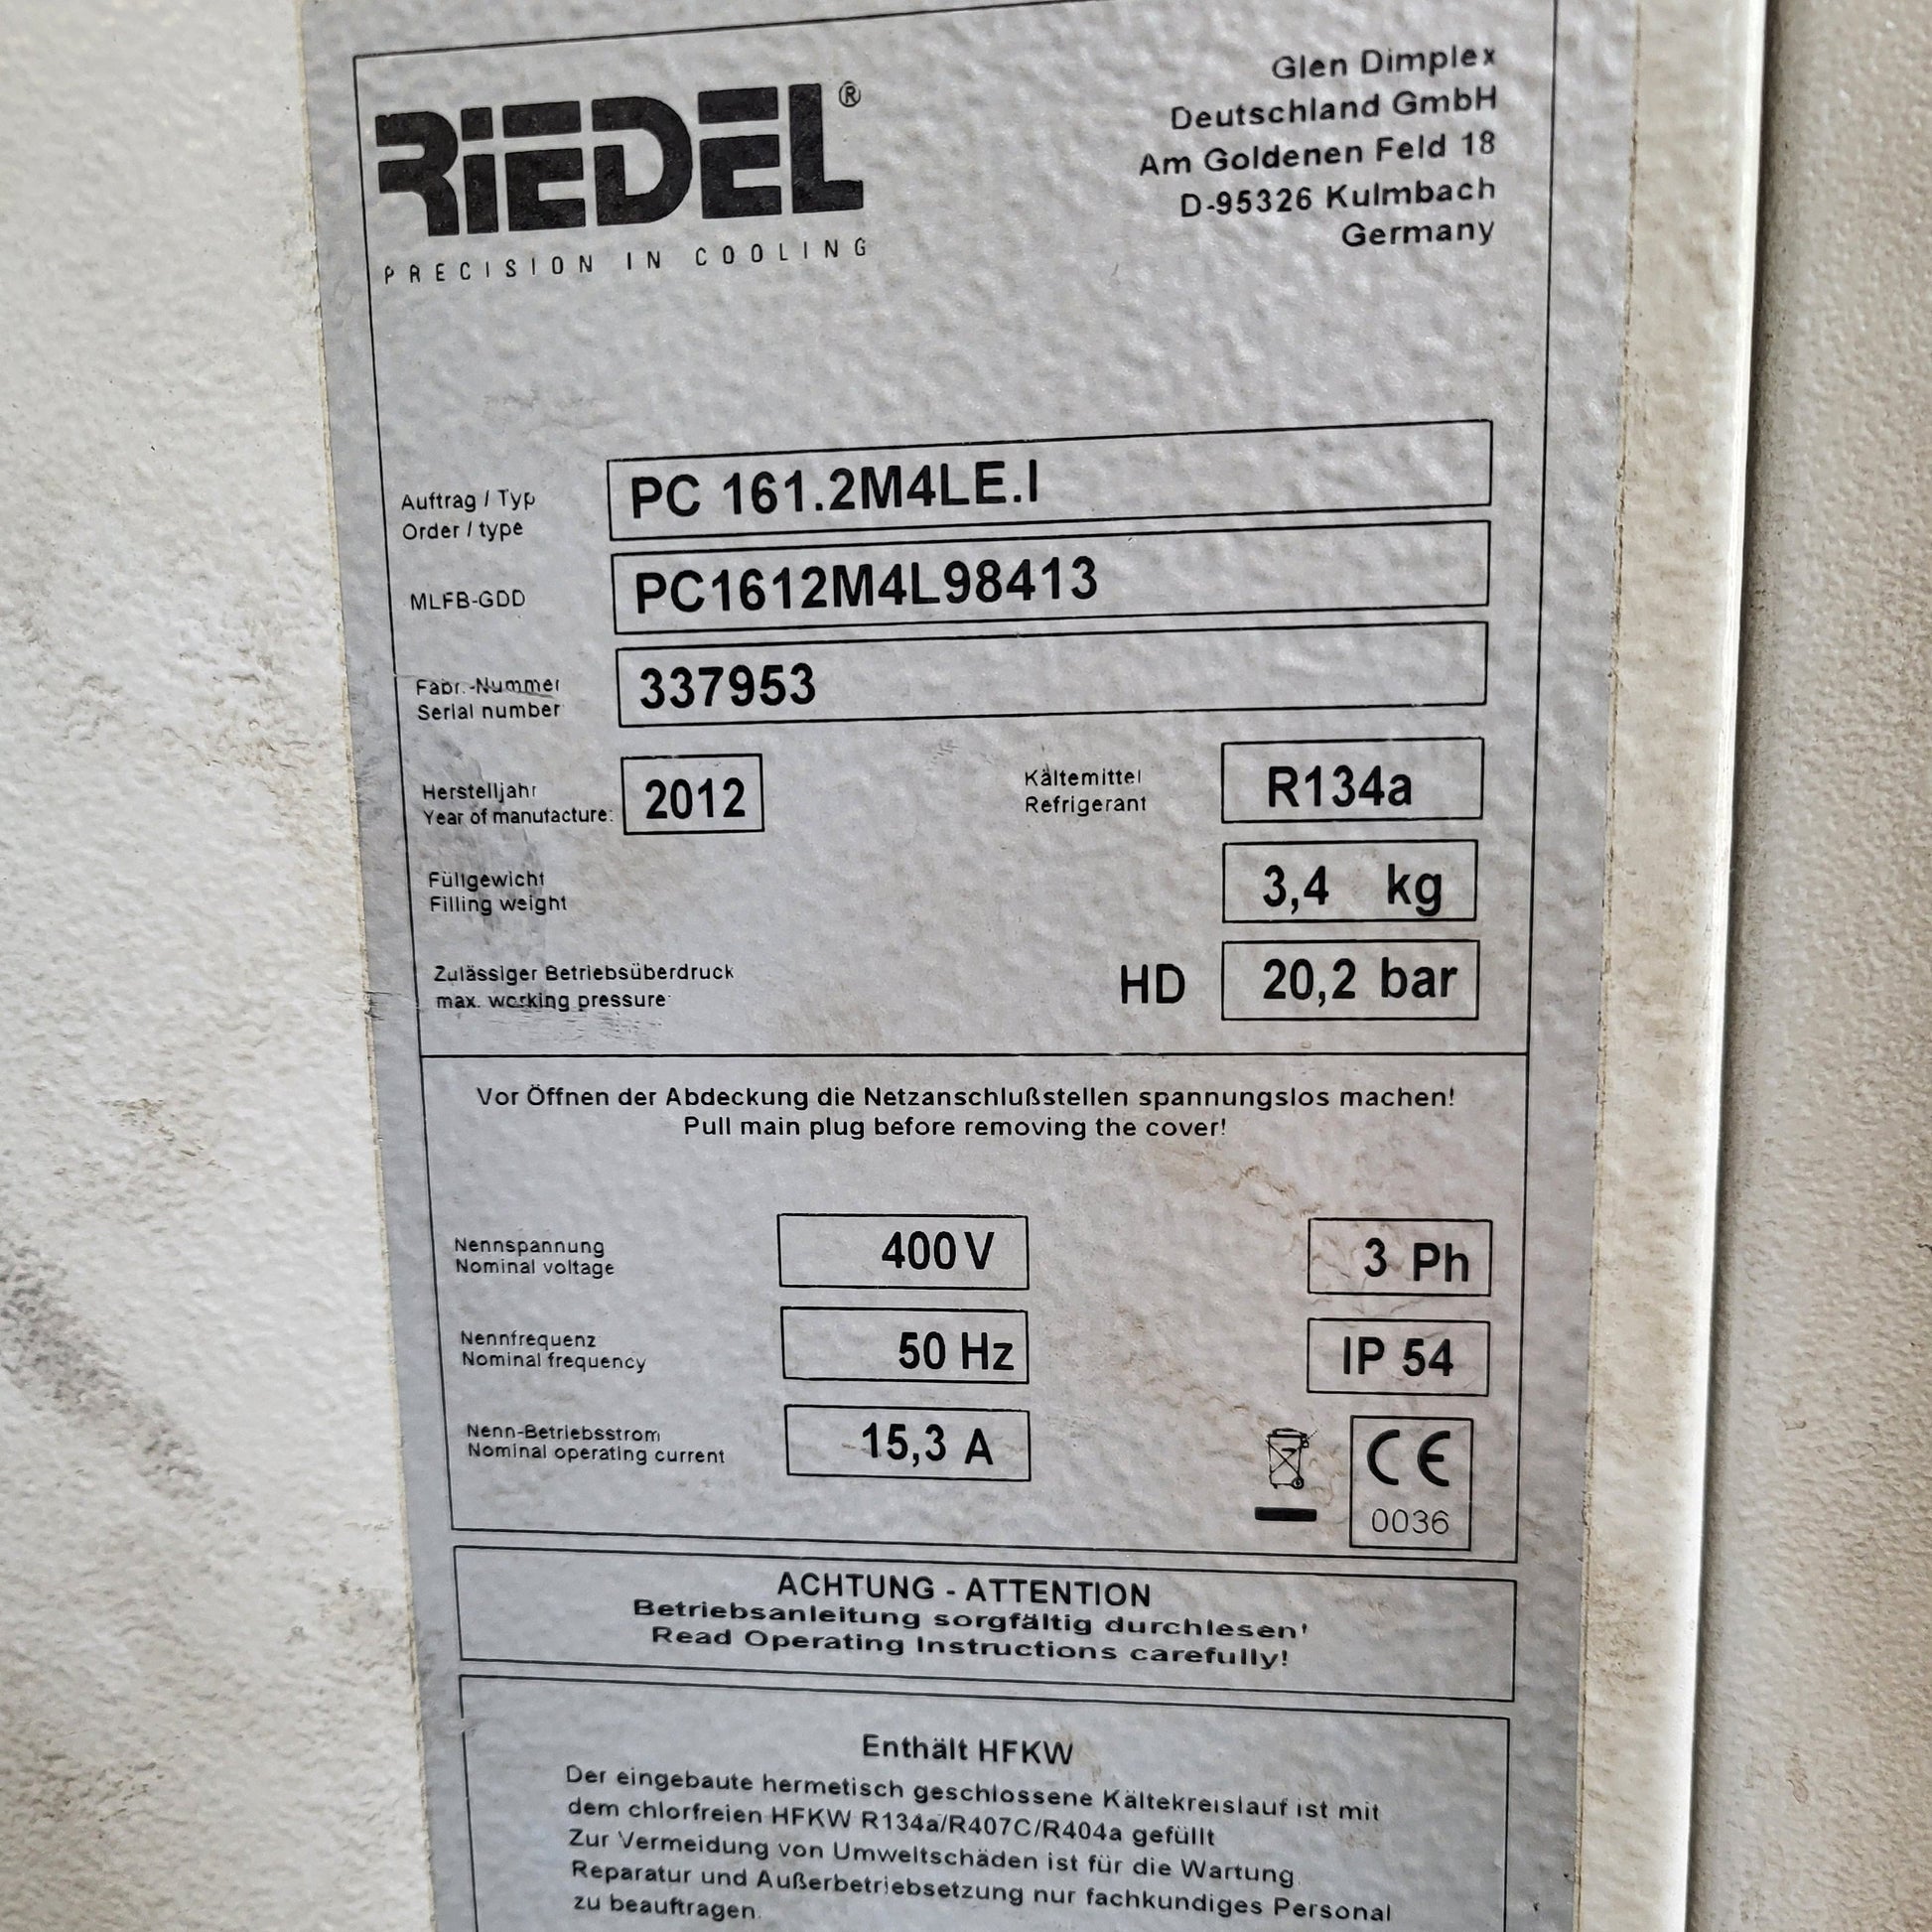 RIEDEL®
PRECISION IN COOLING
Glen Dimplex
Deutschland GmbH
Am Goldenen Feld 18
D-95326 Kulmbach
Germany
Auftrag / Typ
Order / type
PC 161.2M4LE.I
MLFB-GDD
PC1612M4L98413
Fabr.-Nummer
Serial number
337953
Herstelljahr
Year of manufacture:
2012
Kältemittel
Refrigerant
R134a
Füllgewicht
Filling weight
3,4 kg
Zulässiger Betriebsüberdruck
max. working pressure
HD
20,2 bar
Vor Öffnen der Abdeckung die Netzanschlußstellen spannungslos machen!
Pull main plug before removing the cover!
Nennspannung
Nominal voltage
400 V
3 Ph
Nennfrequenz
Nominal frequency
50 Hz
IP 54
Nenn-Betriebsstrom
Nominal operating current
15,3 A
CE
0036
ACHTUNG - ATTENTION
Betriebsanleitung sorgfältig durchlesen!
Read Operating Instructions carefully!
Enthält HFKW
Der eingebaute hermetisch geschlossene Kältekreislauf ist mit
dem chlorfreien HFKW R134a/R407C/R404a gefüllt
Zur Vermeidung von Umweltschäden ist für die Wartung
Reparatur und Außerbetriebsetzung nur fachkundiges Personal
zu beauftragen.